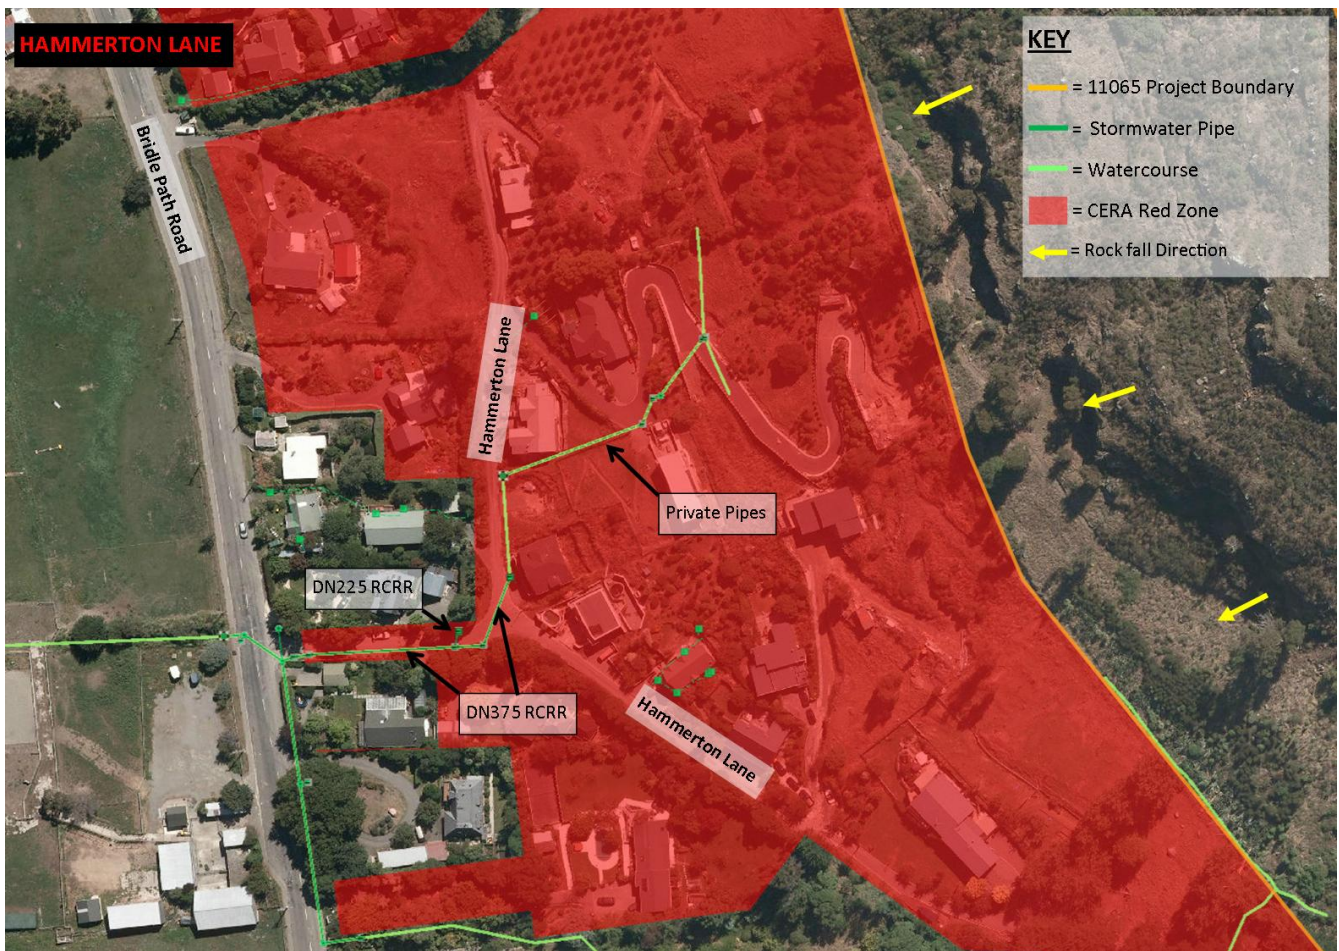 HAMMERTON LANE
KEY
= 11065 Project Boundary
= Stormwater Pipe
= Watercourse
= CERA Red Zone
= Rock fall Direction
Bridle Path Road
Hammerton Lane
Private Pipes
DN225 RCRR
DN375 RCRR
Hammerton Lane